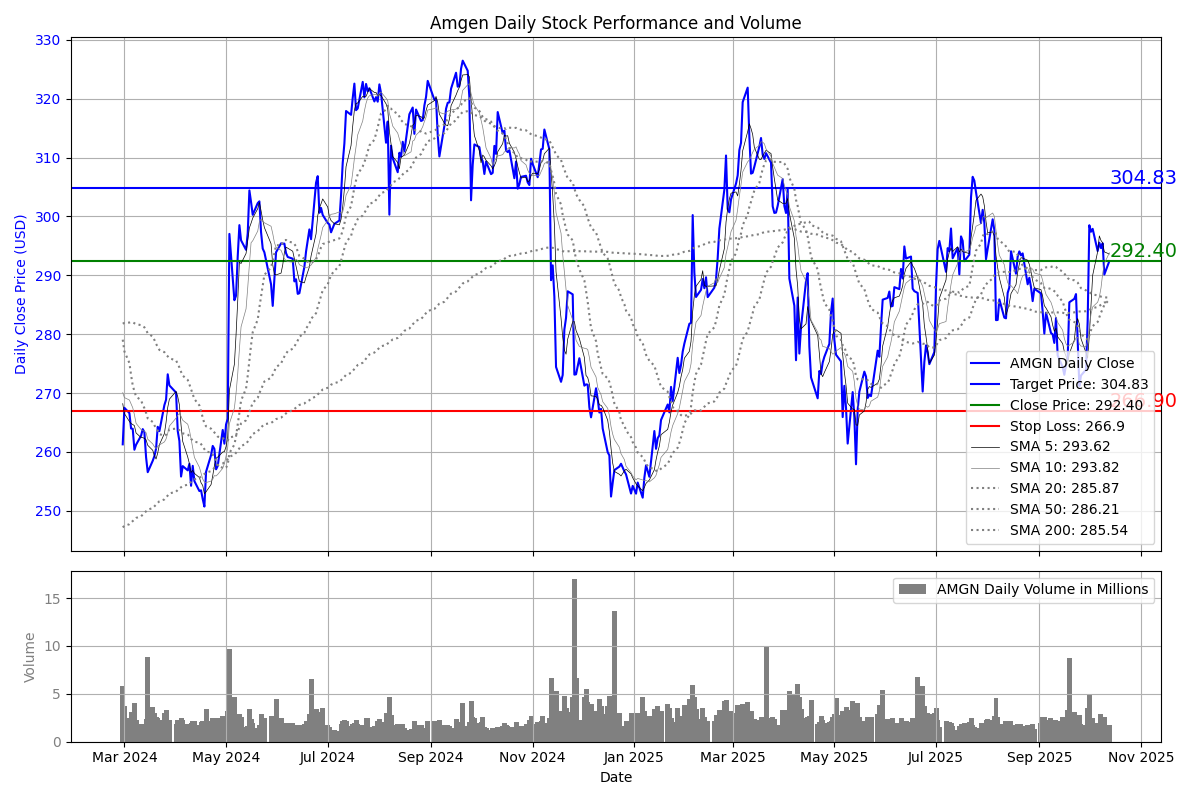 Amgen Daily Stock Performance and Volume
330
320
310
300
290
280
270
260
250
Daily Close Price (USD)
304.83
292.40
266.90
AMGN Daily Close
Target Price: 304.83
Close Price: 292.40
Stop Loss: 266.9
SMA 5: 293.62
SMA 10: 293.82
SMA 20: 285.87
SMA 50: 286.21
SMA 200: 285.54
15
10
5
0
Volume
AMGN Daily Volume in Millions
Mar 2024 May 2024 Jul 2024 Sep 2024 Nov 2024 Jan 2025 Mar 2025 May 2025 Jul 2025 Sep 2025 Nov 2025
Date